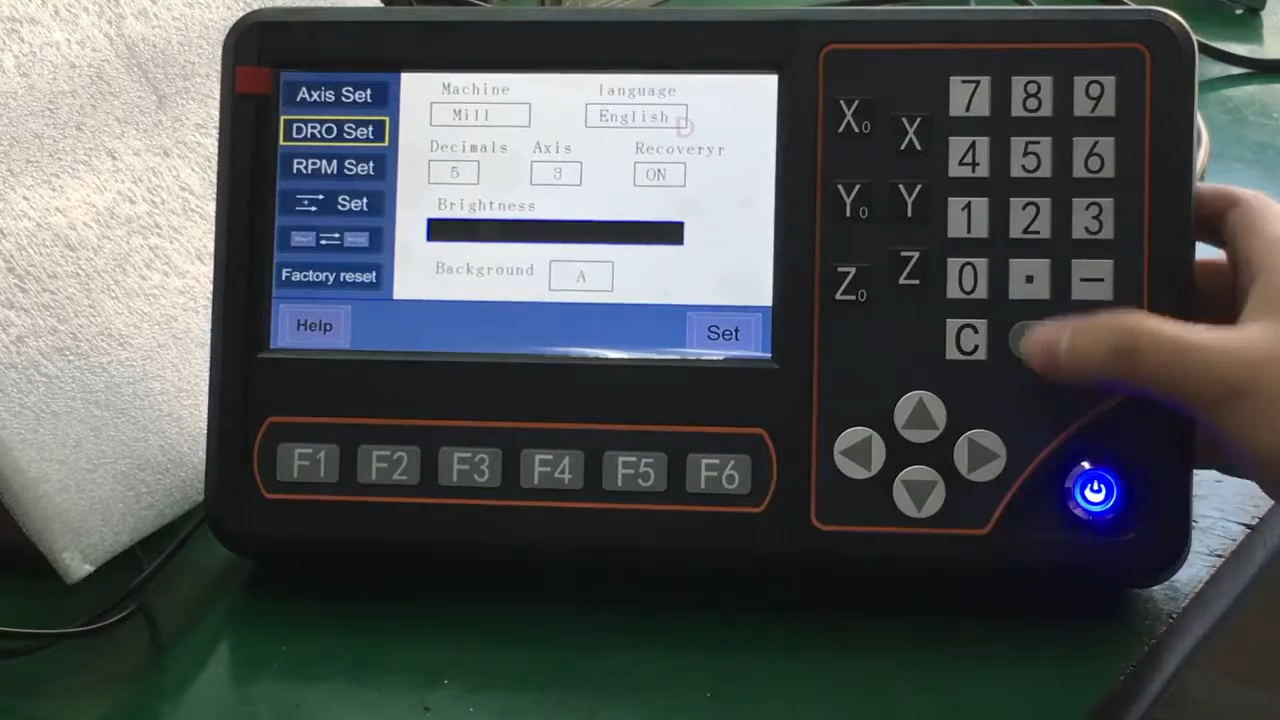 Axis Set
DRO Set
RPM Set
Set
Factory reset
Help
Machine language
Mill English
D
Decimals Axis Recoveryr
5 3 ON
Brightness
Background A
Set
X0 X
Y0 Y
Z0 Z
7 8 9
4 5 6
1 2 3
0 . -
C
F1 F2 F3 F4 F5 F6